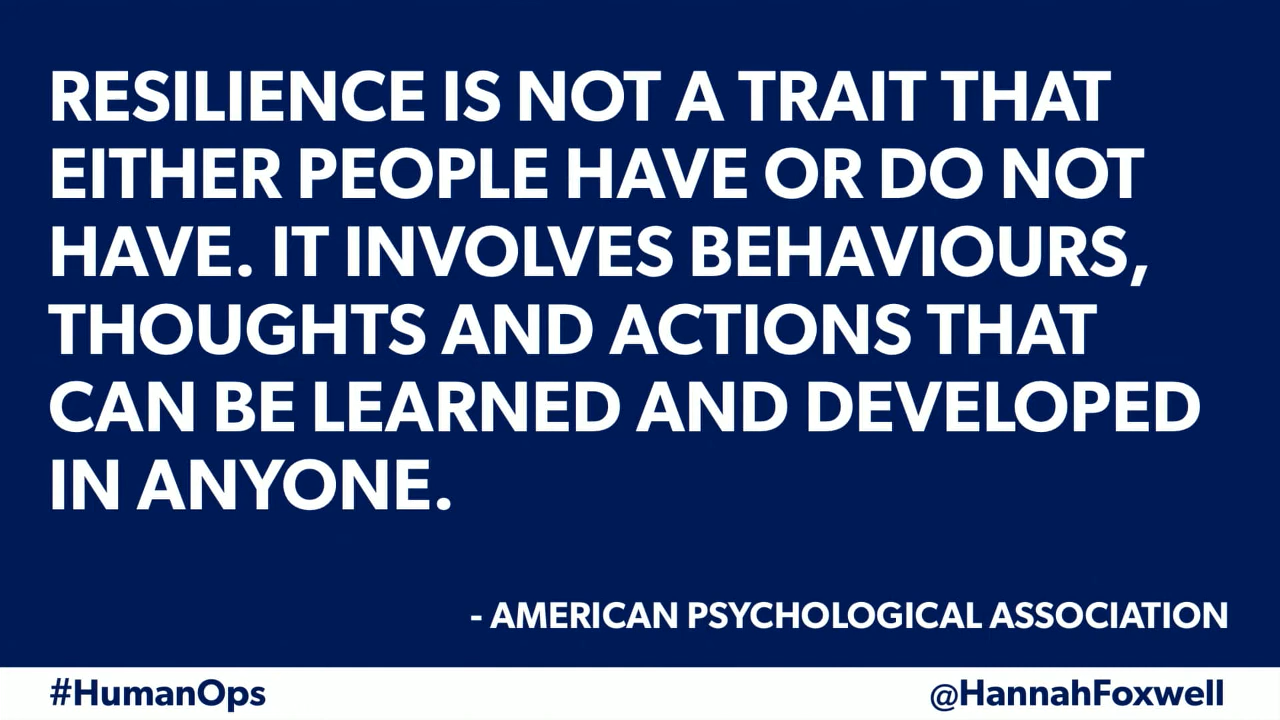 RESILIENCE IS NOT A TRAIT THAT
EITHER PEOPLE HAVE OR DO NOT
HAVE. IT INVOLVES BEHAVIOURS,
THOUGHTS AND ACTIONS THAT
CAN BE LEARNED AND DEVELOPED
IN ANYONE.
- AMERICAN PSYCHOLOGICAL ASSOCIATION
#HumanOps
@HannahFoxwell